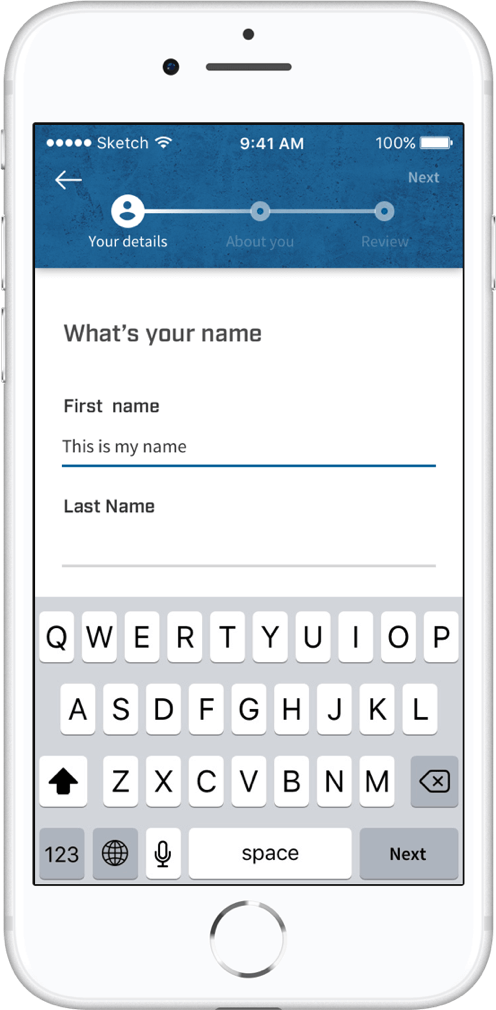 Sketch 9:41 AM 100%
Next
Your details About you Review
What's your name
First name
This is my name
Last Name
Q W E R T Y U I O P
A S D F G H J K L
Z X C V B N M
123 space Next